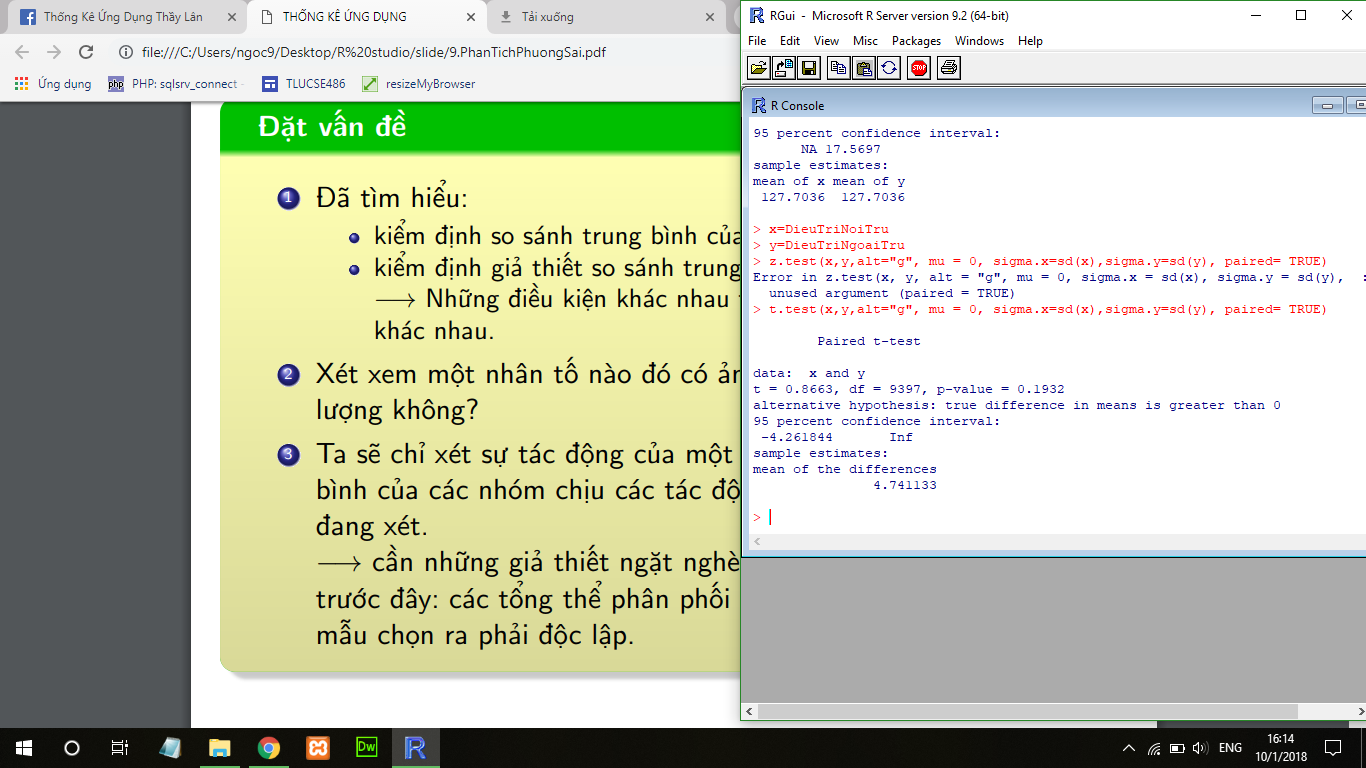 Thống Kê Ứng Dụng Thầy Lân
THỐNG KÊ ỨNG DỤNG
Tải xuống
file:///C:/Users/ngoc9/Desktop/R%20studio/slide/9.PhanTichPhuongSai.pdf
Ứng dụng
PHP: sqlsrv_connect
TLUCSE486
resizeMyBrowser
Đặt vấn đề
1 Đã tìm hiểu:
kiểm định so sánh trung bình của
kiểm định giả thiết so sánh trung
⟶ Những điều kiện khác nhau
khác nhau.
2 Xét xem một nhân tố nào đó có
lượng không?
3 Ta sẽ chỉ xét sự tác động của một
bình của các nhóm chịu các tác
đang xét.
⟶ cần những giả thiết ngặt
trước đây: các tổng thể phân phối
mẫu chọn ra phải độc lập.
RGui - Microsoft R Server version 9.2 (64-bit)
File Edit View Misc Packages Windows Help
STOP
R Console
95 percent confidence interval:
NA 17.5697
sample estimates:
mean of x mean of y
127.7036 127.7036
> x=DieuTriNoiTru
> y=DieuTriNgoaiTru
> z.test(x,y,alt="g", mu = 0, sigma.x=sd(x),sigma.y=sd(y), paired= TRUE)
Error in z.test(x, y, alt = "g", mu = 0, sigma.x = sd(x), sigma.y = sd(y), :
unused argument (paired = TRUE)
> t.test(x,y,alt="g", mu = 0, sigma.x=sd(x),sigma.y=sd(y), paired= TRUE)
Paired t-test
data: x and y
t = 0.8663, df = 9397, p-value = 0.1932
alternative hypothesis: true difference in means is greater than 0
95 percent confidence interval:
-4.261844 Inf
sample estimates:
mean of the differences
4.741133
>
Dw
ENG
16:14
10/1/2018